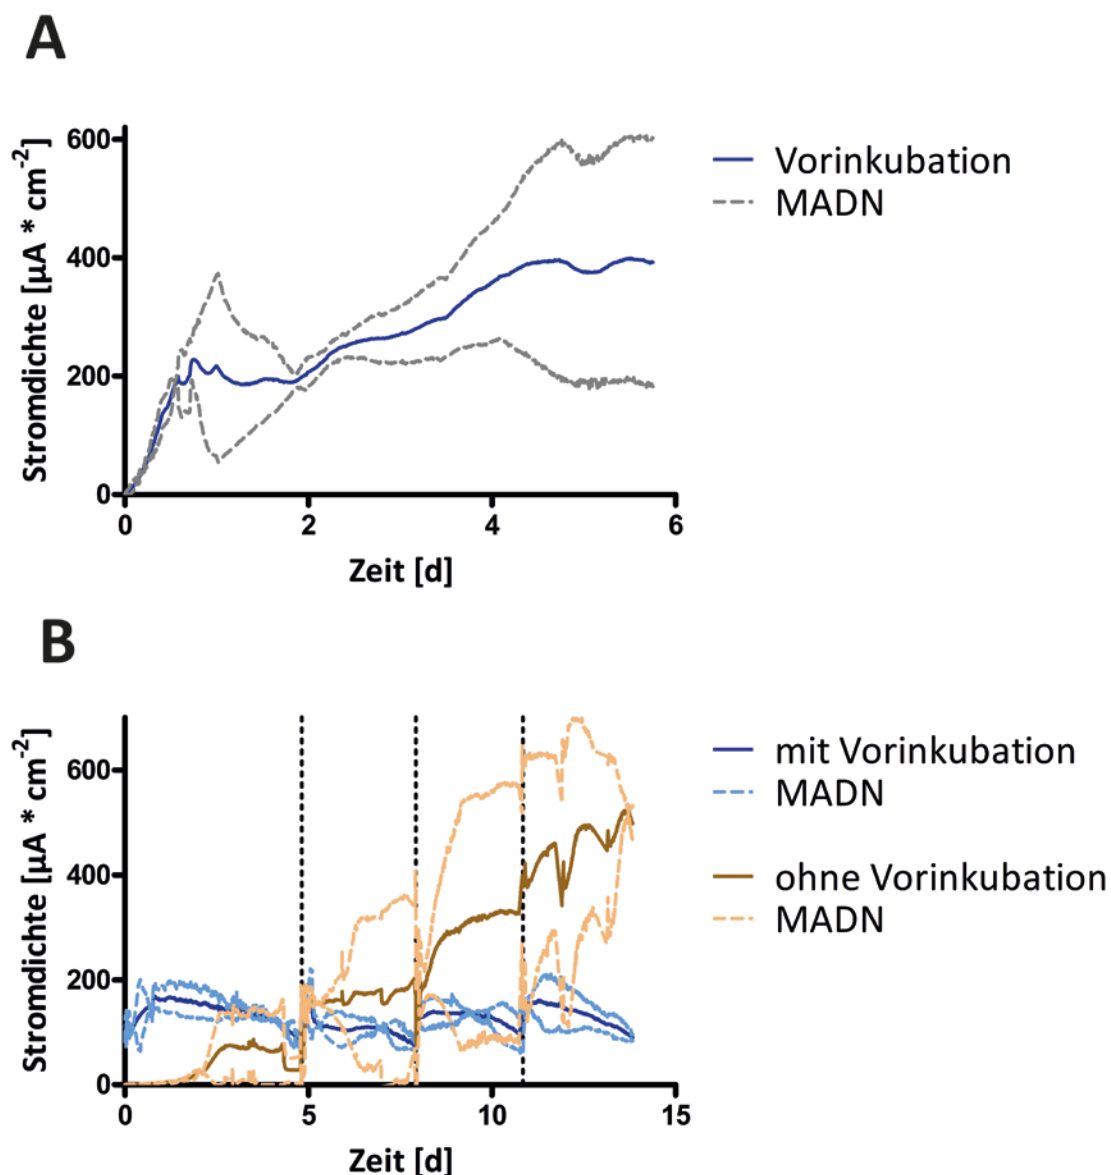 A
Stromdichte [µA * cm-2]
600
400
200
0
0 2 4 6
Zeit [d]
Vorinkubation
MADN
B
Stromdichte [µA * cm-2]
600
400
200
0
0 5 10 15
Zeit [d]
mit Vorinkubation
MADN
ohne Vorinkubation
MADN